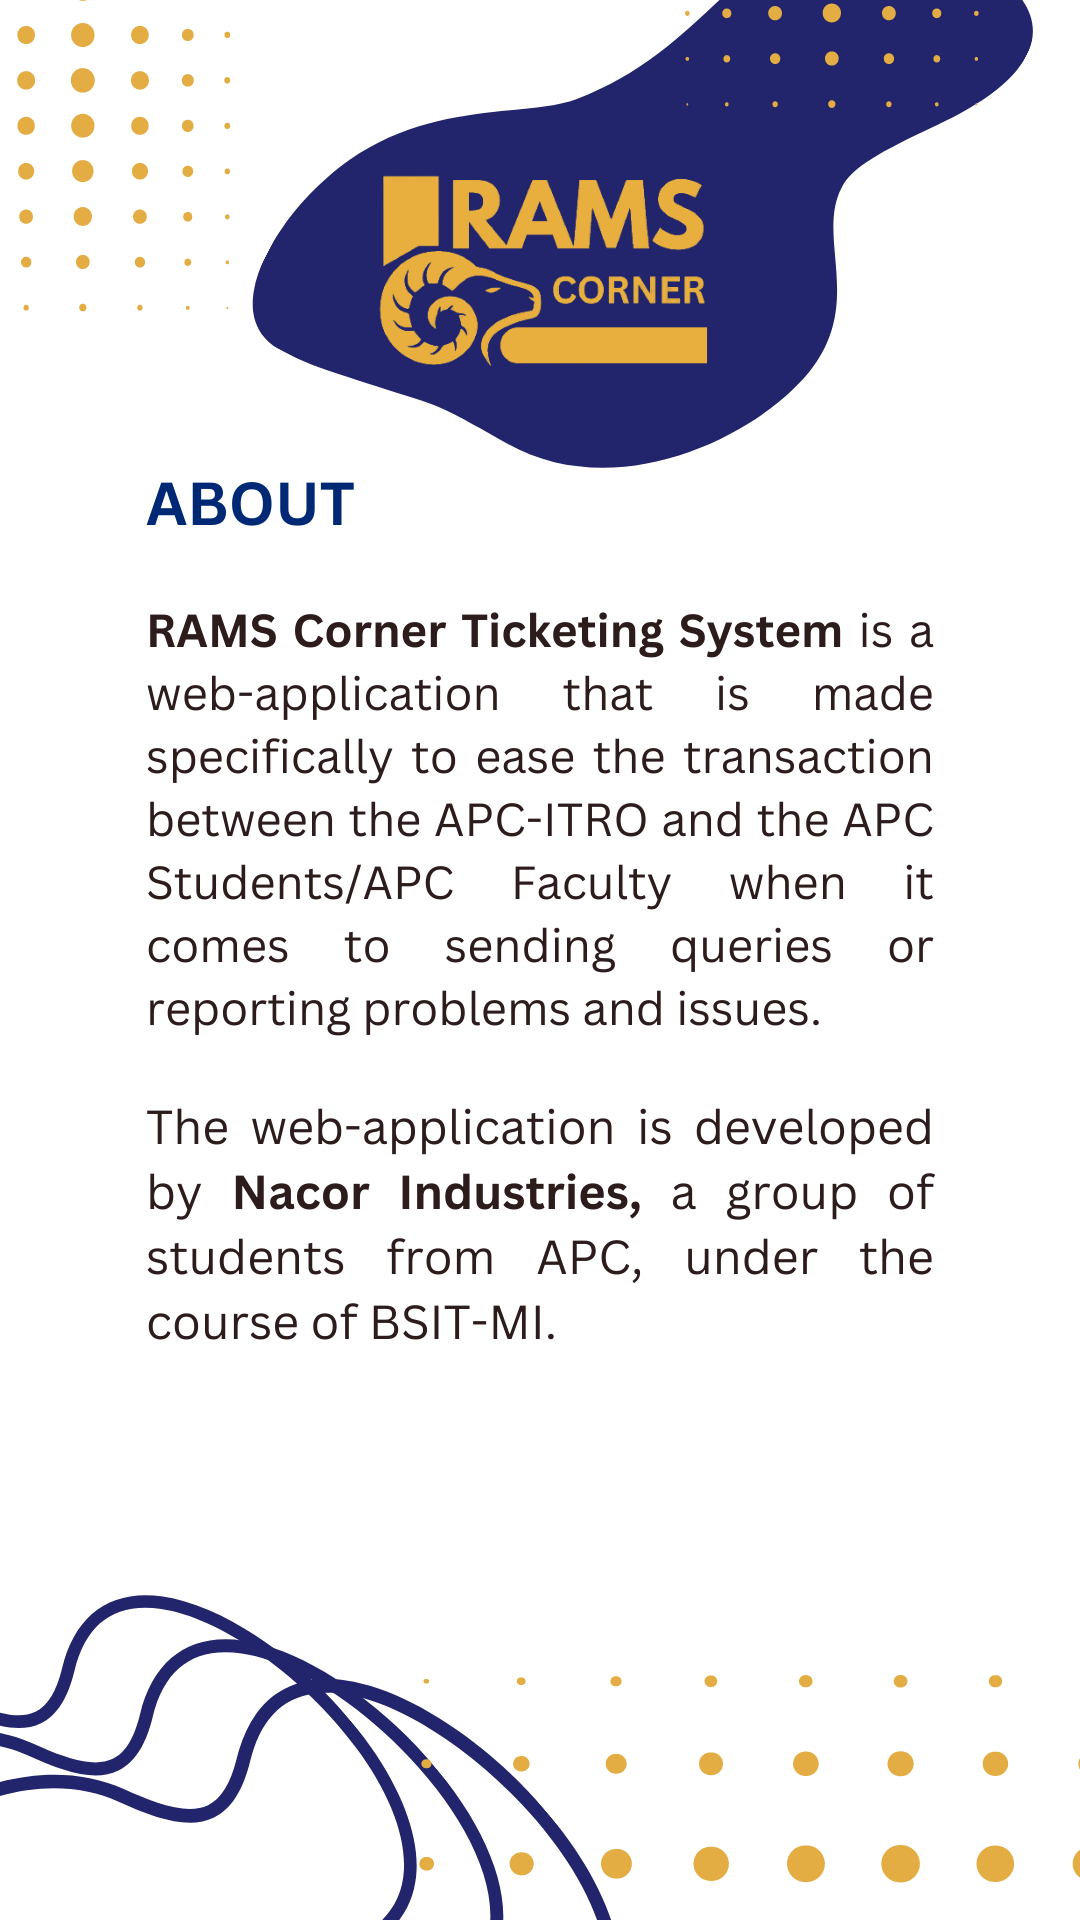 RAMS
CORNER
ABOUT
RAMS Corner Ticketing System is a
web-application that is made
specifically to ease the transaction
between the APC-ITRO and the APC
Students/APC Faculty when it
comes to sending queries or
reporting problems and issues.
The web-application is developed
by Nacor Industries, a group of
students from APC, under the
course of BSIT-MI.